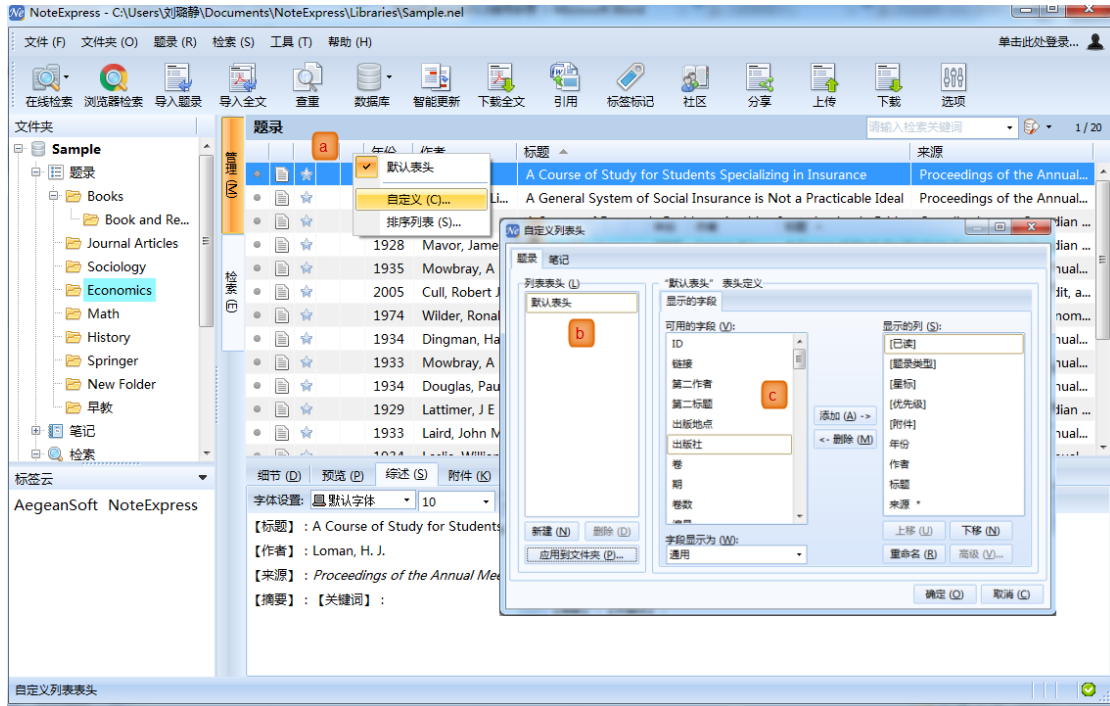 NoteExpress - C:\Users\刘璐静\Documents\NoteExpress\Libraries\Sample.nel
文件 (F) 文件夹 (O) 题录 (R) 检索 (S) 工具 (T) 帮助 (H) 单击此处登录...
在线检索 浏览器检索 导入题录 导入全文 查重 数据库 智能更新 下载全文 引用 标签标记 社区 分享 上传 下载 选项
文件夹
Sample
题录
Books
Book and Re...
Journal Articles
Sociology
Economics
Math
History
Springer
New Folder
早教
笔记
检索
标签云
AegeanSoft NoteExpress
管理 (M)
检索 (E)
题录 请输入检索关键词 1/20
a
年份 作者 标题 来源
默认表头
自定义 (C)...
排序列表 (S)...
A Course of Study for Students Specializing in Insurance Proceedings of the Annual...
Li... A General System of Social Insurance is Not a Practicable Ideal Proceedings of the Annual...
1928 Mavor, Jame
1935 Mowbray, A
2005 Cull, Robert J
1974 Wilder, Ronal
1934 Dingman, Ha
1933 Mowbray, A
1934 Douglas, Pau
1929 Lattimer, J E
1933 Laird, John M
dian ...
nual...
dit, a...
nom...
nual...
nual...
nual...
dian ...
nual...
自定义列表头
题录 笔记
列表表头 (L)
默认表头
b
新建 (N) 删除 (D)
应用到文件夹 (P)...
"默认表头" 表头定义
显示的字段
可用的字段 (V):
ID
链接
第二作者
第二标题
出版地点
出版社
卷
期
卷数
c
字段显示为 (W):
通用
添加 (A) ->
<- 删除 (M)
显示的列 (S):
[已读]
[题录类型]
[星标]
[优先级]
[附件]
年份
作者
标题
来源 *
上移 (U) 下移 (N)
重命名 (R) 高级 (V)...
确定 (O) 取消 (C)
细节 (D) 预览 (P) 综述 (S) 附件 (K)
字体设置: 默认字体 10
【标题】: A Course of Study for Students
【作者】: Loman, H. J.
【来源】: Proceedings of the Annual Mee
【摘要】: 【关键词】:
自定义列表表头